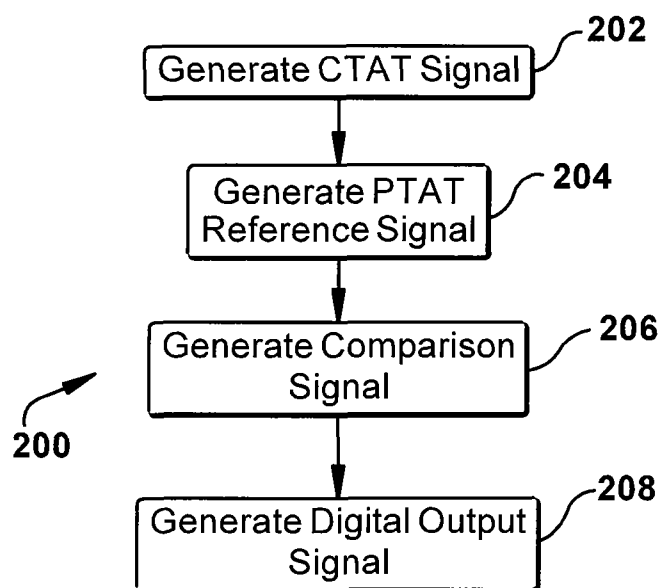 202
Generate CTAT Signal
204
Generate PTAT
Reference Signal
206
Generate Comparison
Signal
200
208
Generate Digital Output
Signal